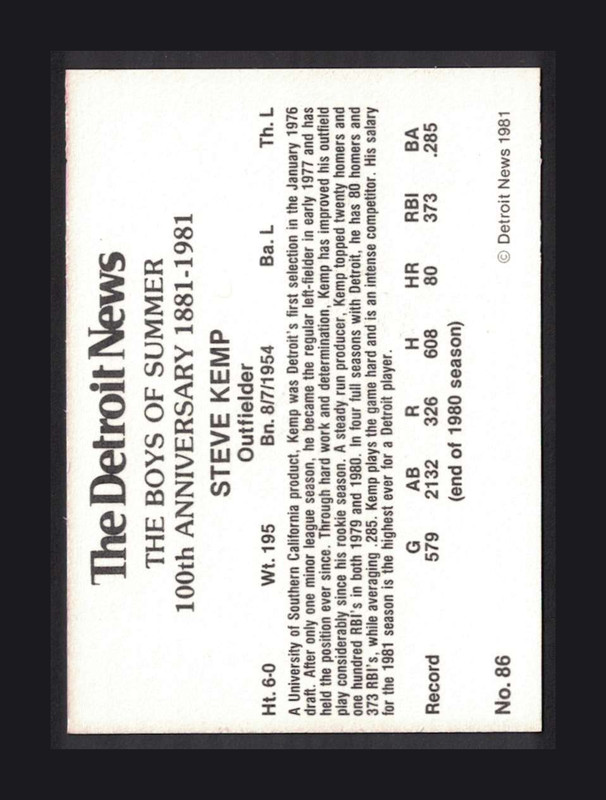 The Detroit News
THE BOYS OF SUMMER
100th ANNIVERSARY 1881-1981
STEVE KEMP
Outfielder
Ht. 6-0 Wt. 195 Bn. 8/7/1954 Ba. L Th. L
A University of Southern California product, Kemp was Detroit's first selection in the January 1976
draft. After only one minor league season, he became the regular left-fielder in early 1977 and has
held the position ever since. Through hard work and determination, Kemp has improved his outfield
play considerably since his rookie season. A steady run producer, Kemp topped twenty homers and
one hundred RBI's in both 1979 and 1980. In four full seasons with Detroit, he has 80 homers and
373 RBI's, while averaging .285. Kemp plays the game hard and is an intense competitor. His salary
for the 1981 season is the highest ever for a Detroit player.
G AB R H HR RBI BA
Record 579 2132 326 608 80 373 .285
(end of 1980 season)
No. 86 © Detroit News 1981